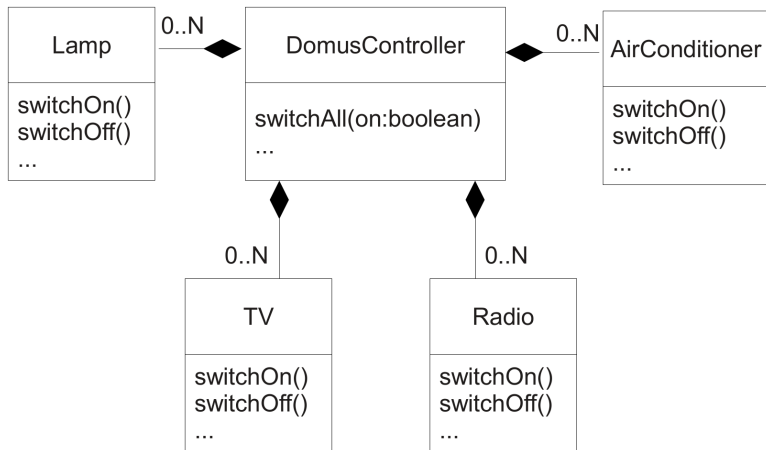 Lamp
switchOn()
switchOff()
...
0..N
DomusController
switchAll(on:boolean)
...
0..N
AirConditioner
switchOn()
switchOff()
...
0..N
TV
switchOn()
switchOff()
...
0..N
Radio
switchOn()
switchOff()
...